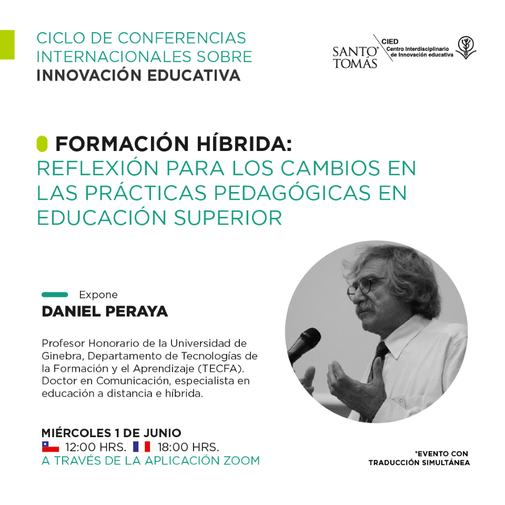 CICLO DE CONFERENCIAS
INTERNACIONALES SOBRE
INNOVACIÓN EDUCATIVA
SANTO
TOMÁS
CIED
Centro Interdisciplinario
de Innovación educativa
FORMACIÓN HÍBRIDA:
REFLEXIÓN PARA LOS CAMBIOS EN
LAS PRÁCTICAS PEDAGÓGICAS EN
EDUCACIÓN SUPERIOR
Expone
DANIEL PERAYA
Profesor Honorario de la Universidad de
Ginebra, Departamento de Tecnologías de
la Formación y el Aprendizaje (TECFA).
Doctor en Comunicación, especialista en
educación a distancia e híbrida.
MIÉRCOLES 1 DE JUNIO
12:00 HRS. 18:00 HRS.
A TRAVÉS DE LA APLICACIÓN ZOOM
*EVENTO CON
TRADUCCIÓN SIMULTÁNEA